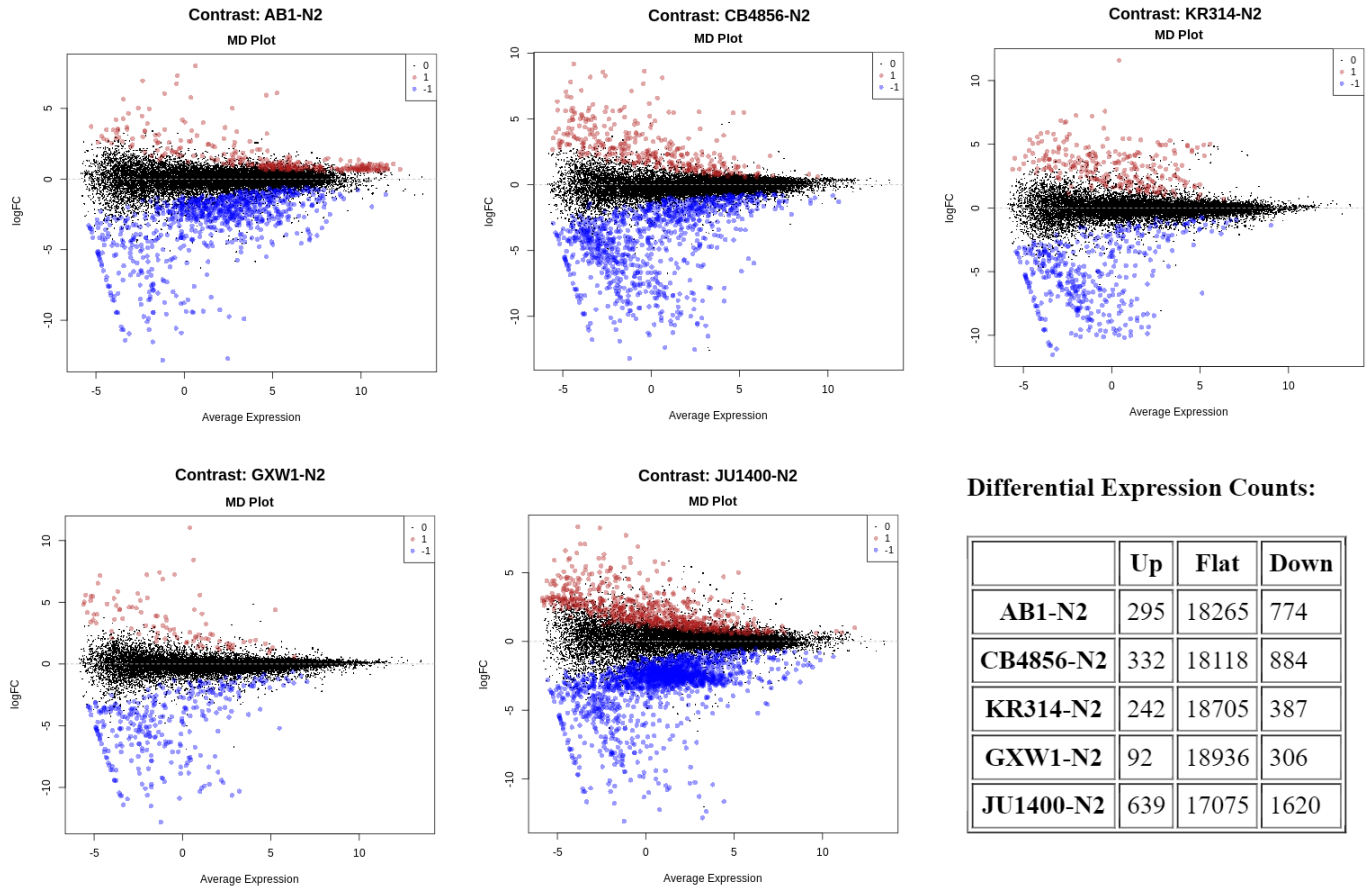 Contrast: AB1-N2
MD Plot
0
1
-1
5
0
-5
-10
logFC
-5
0
5
10
Average Expression
Contrast: CB4856-N2
MD Plot
0
1
-1
10
5
0
-5
-10
logFC
-5
0
5
10
Average Expression
Contrast: KR314-N2
MD Plot
0
1
-1
10
5
0
-5
-10
logFC
-5
0
5
10
Average Expression
Contrast: GXW1-N2
MD Plot
0
1
-1
10
5
0
-5
-10
logFC
-5
0
5
10
Average Expression
Contrast: JU1400-N2
MD Plot
0
1
-1
5
0
-5
-10
logFC
-5
0
5
10
Average Expression
Differential Expression Counts:
Up Flat Down
AB1-N2 295 18265 774
CB4856-N2 332 18118 884
KR314-N2 242 18705 387
GXW1-N2 92 18936 306
JU1400-N2 639 17075 1620